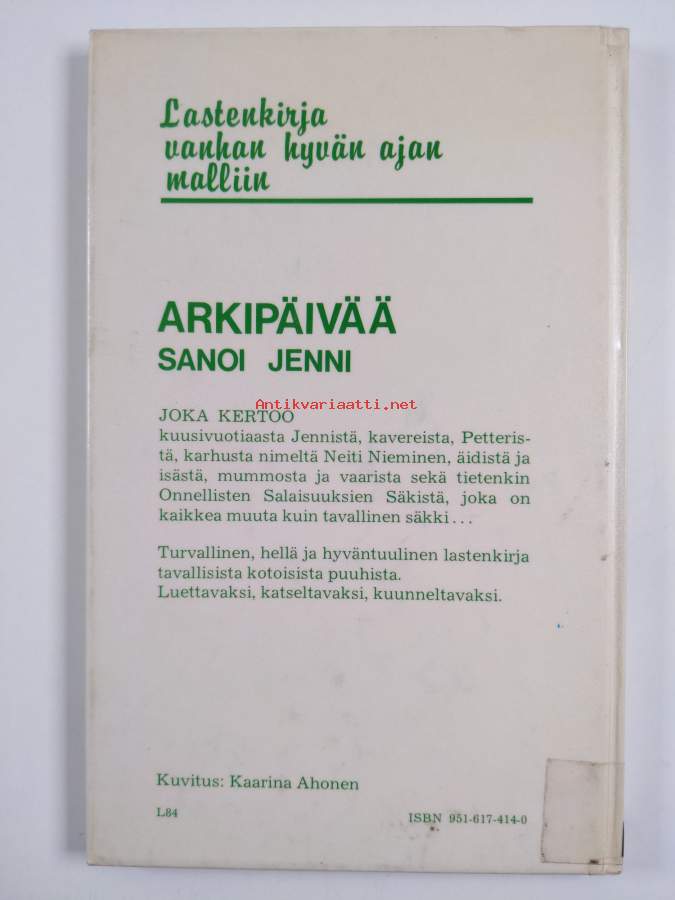 Lastenkirja
vanhan hyvän ajan
malliin
ARKIPÄIVÄÄ
SANOI JENNI
Antikvariaatti.net
JOKA KERTOO
kuusivuotiaasta Jennistä, kavereista, Petteris-
tä, karhusta nimeltä Neiti Nieminen, äidistä ja
isästä, mummosta ja vaarista sekä tietenkin
Onnellisten Salaisuuksien Säkistä, joka on
kaikkea muuta kuin tavallinen säkki...
Turvallinen, hellä ja hyväntuulinen lastenkirja
tavallisista kotoisista puuhista.
Luettavaksi, katseltavaksi, kuunneltavaksi.
Kuvitus: Kaarina Ahonen
L84
ISBN 951-617-414-0